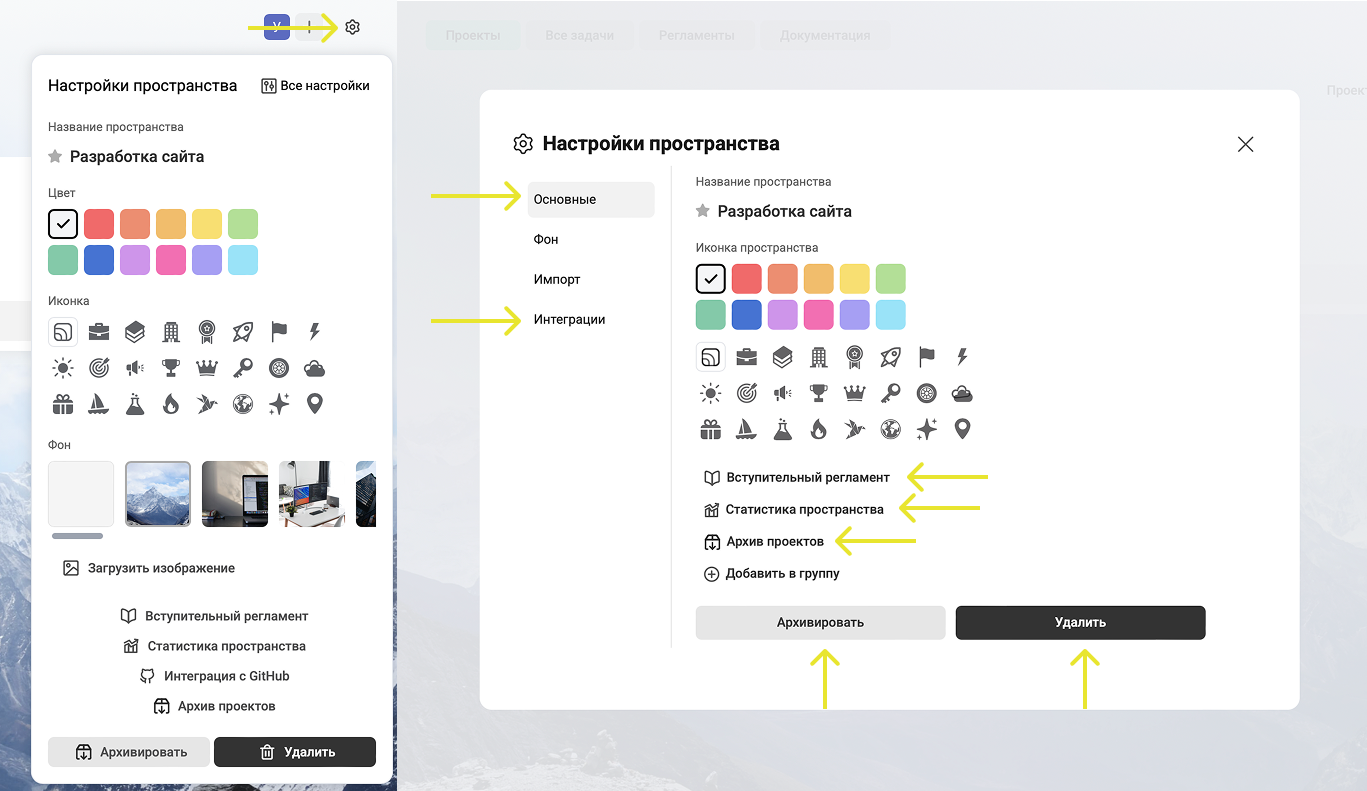 У
Настройки пространства
Все настройки
Название пространства
Разработка сайта
Цвет
Иконка
Фон
Загрузить изображение
Вступительный регламент
Статистика пространства
Интеграция с GitHub
Архив проектов
Архивировать
Удалить
Проекты
Все задачи
Регламенты
Документация
Проек
Настройки пространства
Основные
Фон
Импорт
Интеграции
Название пространства
Разработка сайта
Иконка пространства
Вступительный регламент
Статистика пространства
Архив проектов
Добавить в группу
Архивировать
Удалить